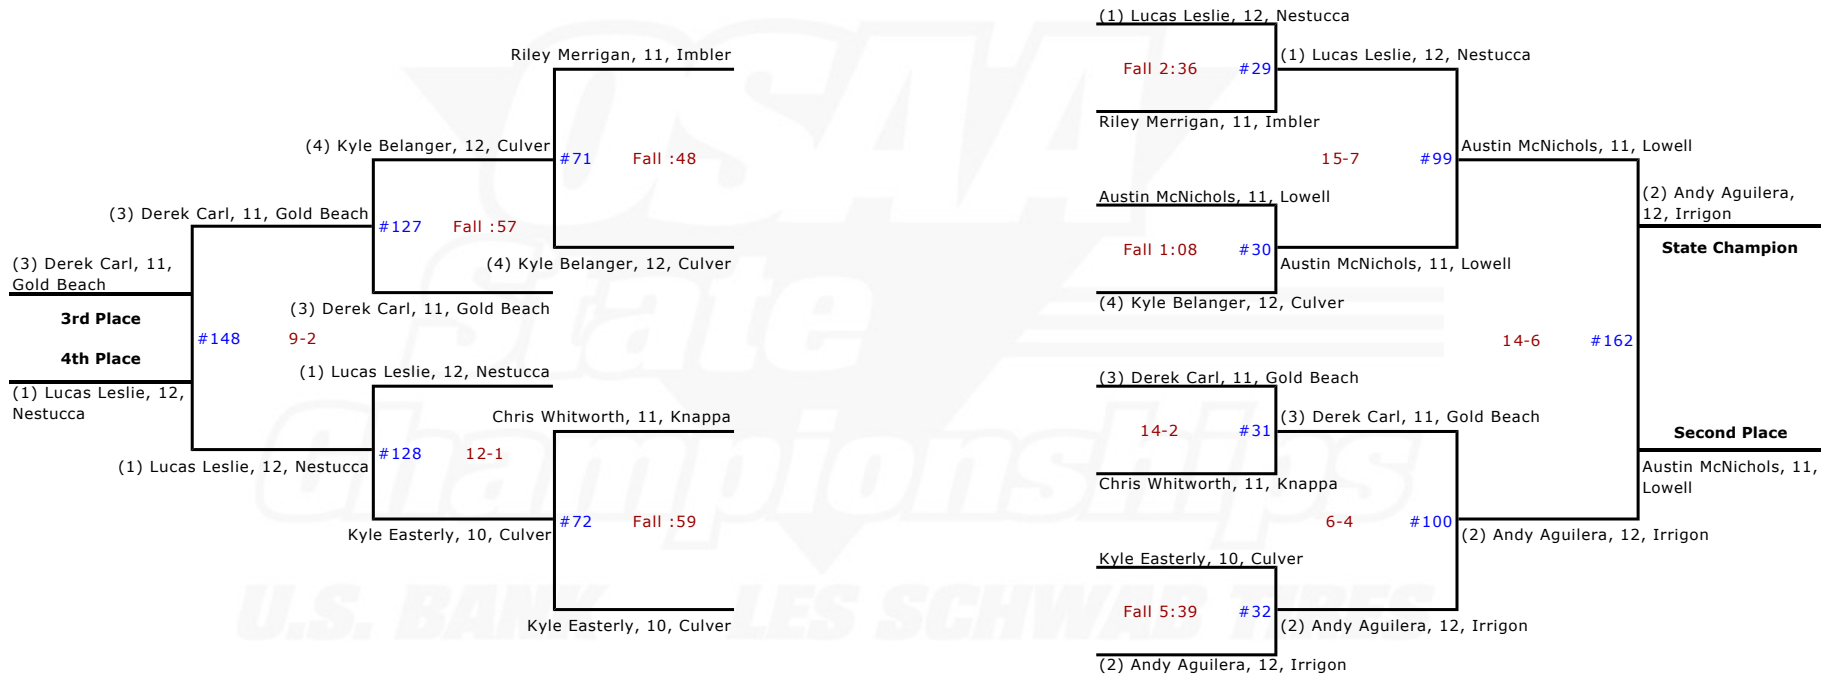 (1) Lucas Leslie, 12, Nestucca
Riley Merrigan, 11, Imbler
(1) Lucas Leslie, 12, Nestucca
Fall 2:36 #29
Riley Merrigan, 11, Imbler
(4) Kyle Belanger, 12, Culver
Austin McNichols, 11, Lowell
#71 Fall :48
15-7 #99
(2) Andy Aguilera,
12, Irrigon
Austin McNichols, 11, Lowell
(3) Derek Carl, 11, Gold Beach
#127 Fall :57
State Champion
Fall 1:08 #30
(3) Derek Carl, 11,
Gold Beach
(4) Kyle Belanger, 12, Culver
Austin McNichols, 11, Lowell
(3) Derek Carl, 11, Gold Beach
(4) Kyle Belanger, 12, Culver
3rd Place
#148 9-2
14-6 #162
4th Place
(1) Lucas Leslie, 12, Nestucca
(3) Derek Carl, 11, Gold Beach
(1) Lucas Leslie, 12,
Nestucca
Chris Whitworth, 11, Knappa
(3) Derek Carl, 11, Gold Beach
14-2 #31
Second Place
#128 12-1
(1) Lucas Leslie, 12, Nestucca
Austin McNichols, 11,
Lowell
Chris Whitworth, 11, Knappa
#72 Fall :59
6-4 #100
Kyle Easterly, 10, Culver
(2) Andy Aguilera, 12, Irrigon
Kyle Easterly, 10, Culver
Fall 5:39 #32
Kyle Easterly, 10, Culver
(2) Andy Aguilera, 12, Irrigon
(2) Andy Aguilera, 12, Irrigon
OSAA
State
Championships
U.S. BANK LES SCHWAB TIRES